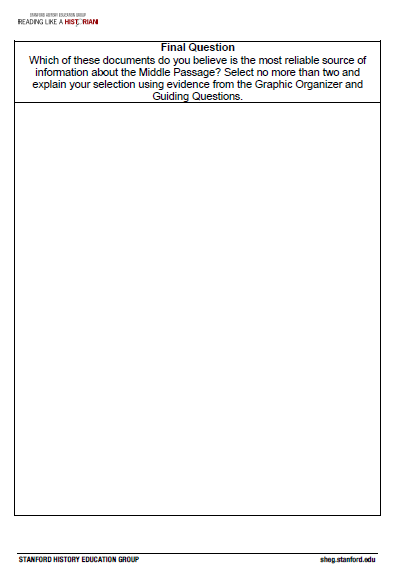 STANFORD HISTORY EDUCATION GROUP
READING LIKE A HISTORIAN
Final Question
Which of these documents do you believe is the most reliable source of
information about the Middle Passage? Select no more than two and
explain your selection using evidence from the Graphic Organizer and
Guiding Questions.
STANFORD HISTORY EDUCATION GROUP sheg.stanford.edu